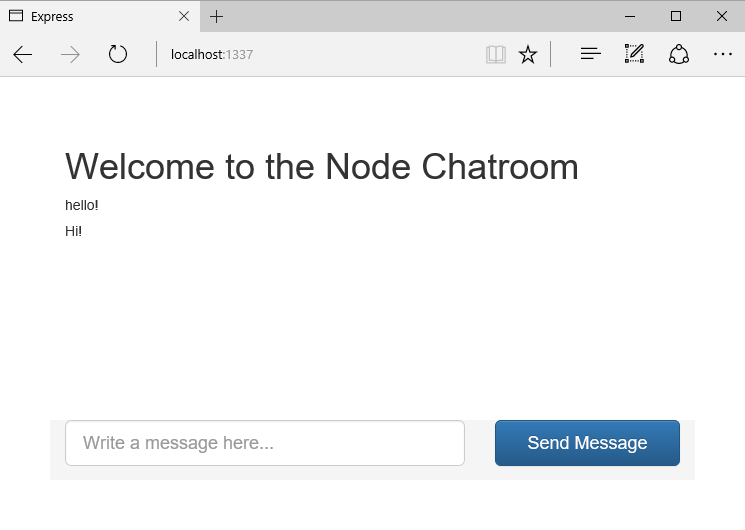 Express
localhost:1337
Welcome to the Node Chatroom
hello!
Hi!
Write a message here...
Send Message